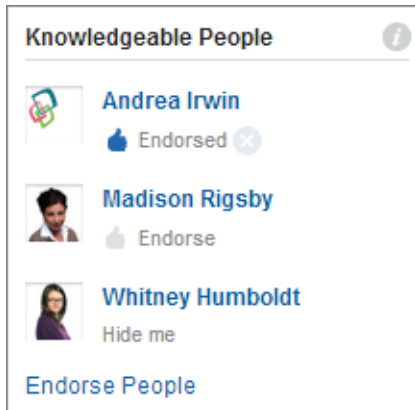 Knowledgeable People
Andrea Irwin
Endorsed
Madison Rigsby
Endorse
Whitney Humboldt
Hide me
Endorse People